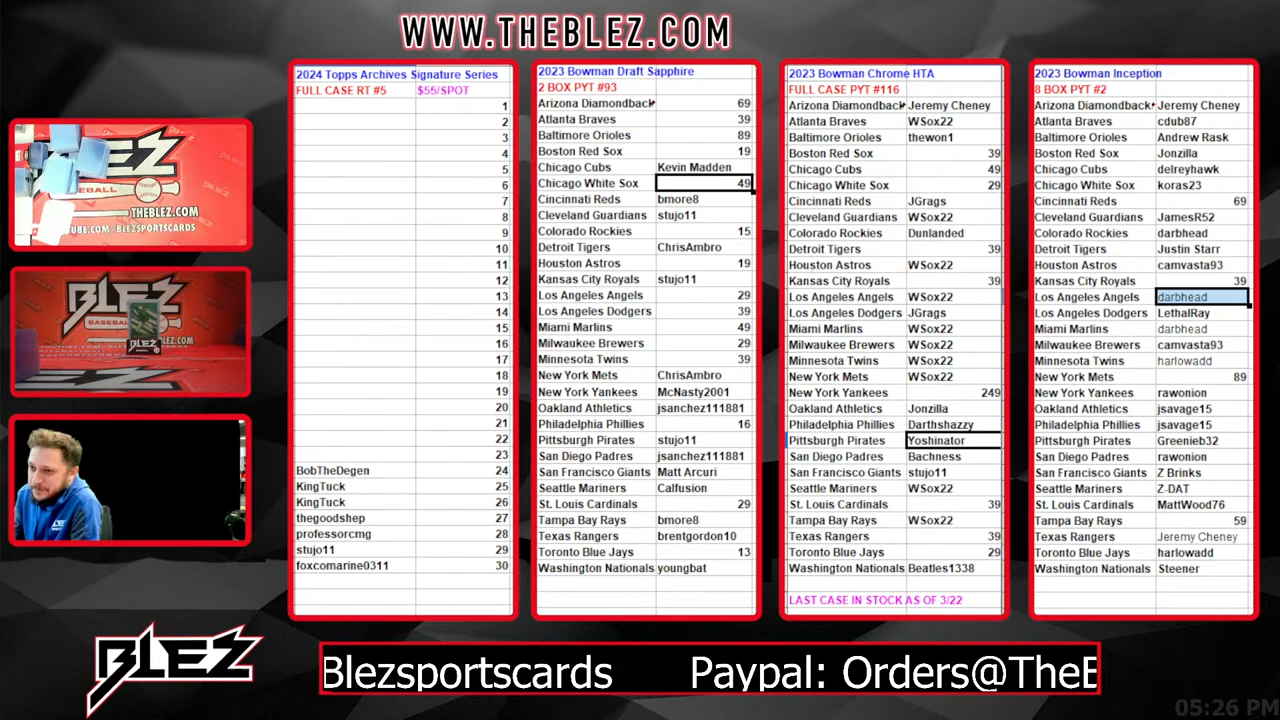 WWW.THEBLEZ.COM
2024 Topps Archives Signature Series
FULL CASE RT #5 $55/SPOT
1
2
3
4
5
6
7
8
9
10
11
12
13
14
15
16
17
18
19
20
21
22
23
BobTheDegen 24
KingTuck 25
KingTuck 26
thegoodshep 27
professorcmg 28
stujo11 29
foxcomarine0311 30
2023 Bowman Draft Sapphire
2 BOX PYT #93
Arizona Diamondback 69
Atlanta Braves 39
Baltimore Orioles 89
Boston Red Sox 19
Chicago Cubs Kevin Madden
Chicago White Sox 49
Cincinnati Reds bmore8
Cleveland Guardians stujo11
Colorado Rockies 15
Detroit Tigers ChrisAmbro
Houston Astros 19
Kansas City Royals stujo11
Los Angeles Angels 29
Los Angeles Dodgers 39
Miami Marlins 49
Milwaukee Brewers 29
Minnesota Twins 39
New York Mets ChrisAmbro
New York Yankees McNasty2001
Oakland Athletics jsanchez111881
Philadelphia Phillies 16
Pittsburgh Pirates stujo11
San Diego Padres jsanchez111881
San Francisco Giants Matt Arcuri
Seattle Mariners Calfusion
St. Louis Cardinals 29
Tampa Bay Rays bmore8
Texas Rangers brentgordon10
Toronto Blue Jays 13
Washington Nationals youngbat
2023 Bowman Chrome HTA
FULL CASE PYT #116
Arizona Diamondback Jeremy Cheney
Atlanta Braves WSox22
Baltimore Orioles thewon1
Boston Red Sox 39
Chicago Cubs 49
Chicago White Sox 29
Cincinnati Reds JGrags
Cleveland Guardians WSox22
Colorado Rockies Dunlanded
Detroit Tigers 39
Houston Astros WSox22
Kansas City Royals 39
Los Angeles Angels WSox22
Los Angeles Dodgers JGrags
Miami Marlins WSox22
Milwaukee Brewers WSox22
Minnesota Twins WSox22
New York Mets WSox22
New York Yankees 249
Oakland Athletics Jonzilla
Philadelphia Phillies Darthshazzy
Pittsburgh Pirates Yoshinator
San Diego Padres Bachness
San Francisco Giants stujo11
Seattle Mariners WSox22
St. Louis Cardinals 39
Tampa Bay Rays WSox22
Texas Rangers 39
Toronto Blue Jays 29
Washington Nationals Beatles1338
LAST CASE IN STOCK AS OF 3/22
2023 Bowman Inception
8 BOX PYT #2
Arizona Diamondback Jeremy Cheney
Atlanta Braves cdub87
Baltimore Orioles Andrew Rask
Boston Red Sox Jonzilla
Chicago Cubs delreyhawk
Chicago White Sox koras23
Cincinnati Reds 69
Cleveland Guardians JamesR52
Colorado Rockies darbhead
Detroit Tigers Justin Starr
Houston Astros camvasta93
Kansas City Royals 39
Los Angeles Angels darbhead
Los Angeles Dodgers LethalRay
Miami Marlins darbhead
Milwaukee Brewers camvasta93
Minnesota Twins harlowadd
New York Mets 89
New York Yankees rawonion
Oakland Athletics jsavage15
Philadelphia Phillies jsavage15
Pittsburgh Pirates Greenieb32
San Diego Padres rawonion
San Francisco Giants Z Brinks
Seattle Mariners Z-DAT
St. Louis Cardinals MattWood76
Tampa Bay Rays 59
Texas Rangers Jeremy Cheney
Toronto Blue Jays harlowadd
Washington Nationals Steener
THEBLEZ.COM
BLEZ
BLEZ
Blezsportscards Paypal: Orders@TheB
05:26 PM